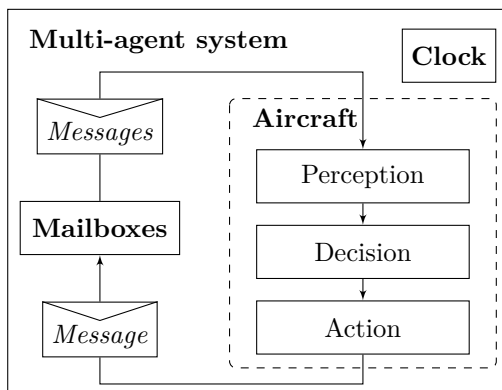 Multi-agent system
Clock
Messages
Aircraft
Perception
Mailboxes
Decision
Message
Action